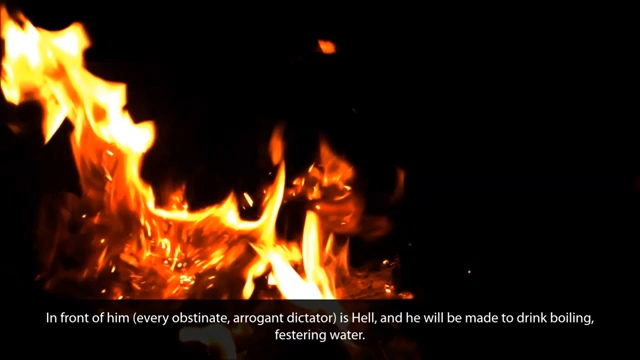 In front of him (every obstinate, arrogant dictator) is Hell, and he will be made to drink boiling,
festering water.